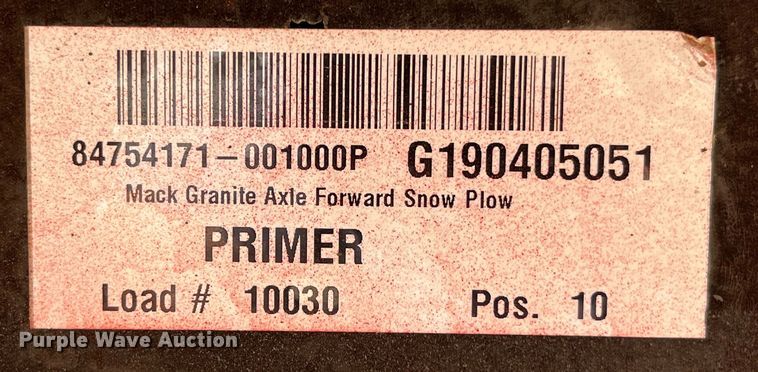 84754171-001000P G190405051
Mack Granite Axle Forward Snow Plow
PRIMER
Load # 10030 Pos. 10
Purple Wave Auction